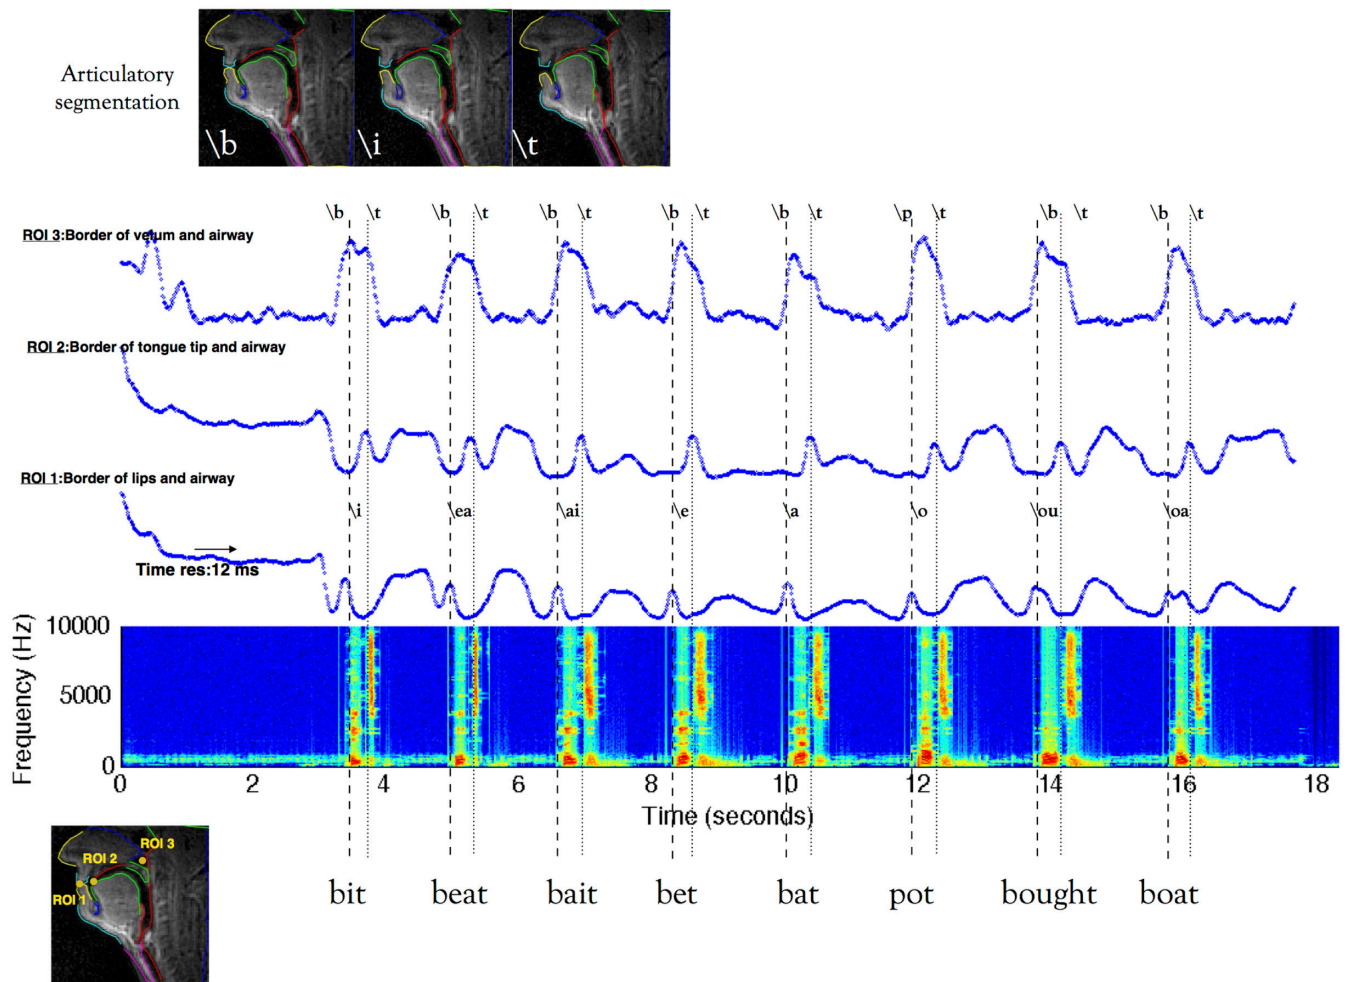 Articulatory
segmentation
\b \i \t
\b \t \b \t \b \t \b \t \b \t \p \t \b \t \b \t
ROI 3:Border of velum and airway
ROI 2:Border of tongue tip and airway
ROI 1:Border of lips and airway
\i \ea \ai \e \a \o \ou \oa
Time res:12 ms
Frequency (Hz)
10000
5000
0
0 2 4 6 8 10 12 14 16 18
Time (seconds)
ROI 3
ROI 2
ROI 1
bit beat bait bet bat pot bought boat